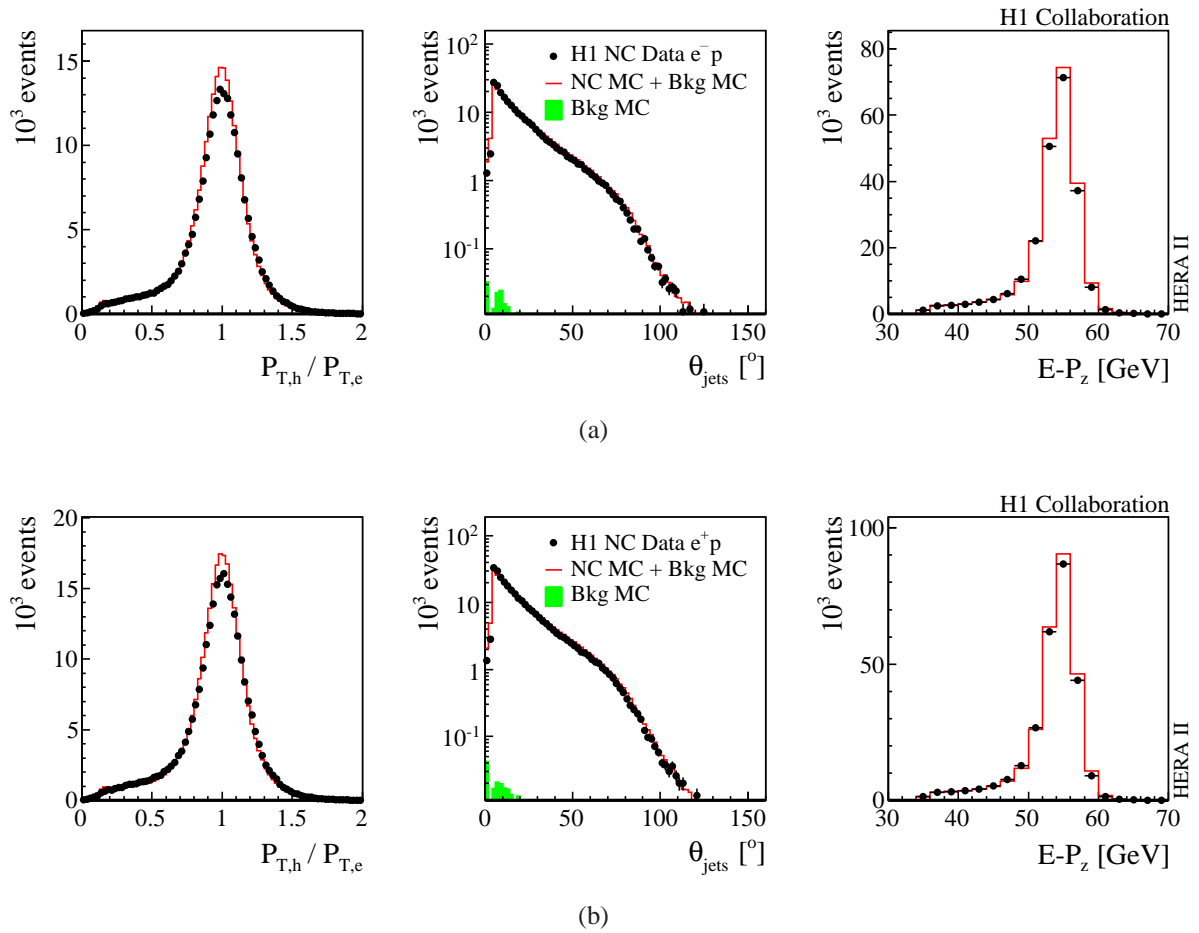 H1 Collaboration
10³ events
15
10
5
0
0 0.5 1 1.5 2
P_T,h / P_T,e
10³ events
10²
10
1
10⁻¹
H1 NC Data e⁻p
NC MC + Bkg MC
Bkg MC
0 50 100 150
θ_jets [°]
10³ events
80
60
40
20
0
30 40 50 60 70
E-P_z [GeV]
HERA II
(a)
H1 Collaboration
10³ events
20
15
10
5
0
0 0.5 1 1.5 2
P_T,h / P_T,e
10³ events
10²
10
1
10⁻¹
H1 NC Data e⁺p
NC MC + Bkg MC
Bkg MC
0 50 100 150
θ_jets [°]
10³ events
100
50
0
30 40 50 60 70
E-P_z [GeV]
HERA II
(b)